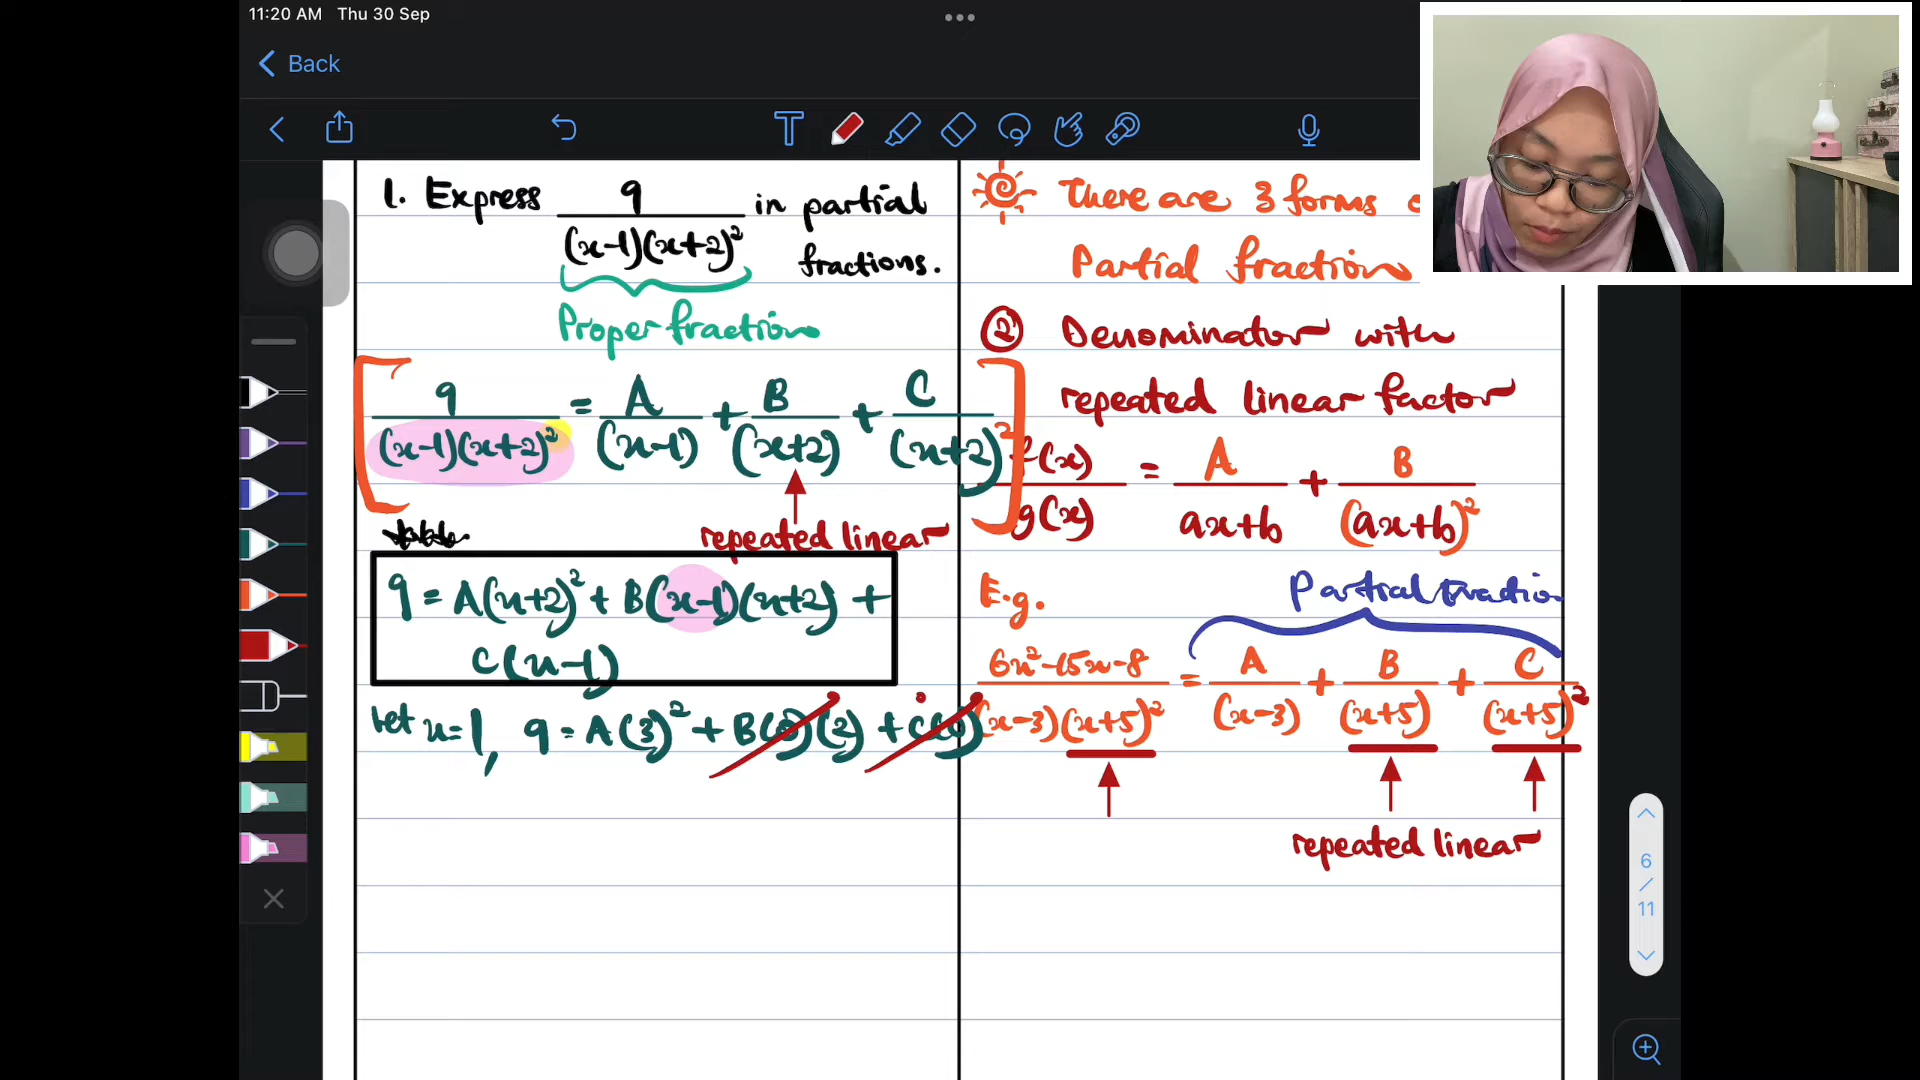 11:20 AM Thu 30 Sep
Back
1. Express 9/((x-1)(x+2)²) in partial fractions.
Proper fraction
9/((x-1)(x+2)²) = A/(x-1) + B/(x+2) + C/(x+2)²
repeated linear
9 = A(x+2)² + B(x-1)(x+2) +
C(x-1)
let x=1, 9 = A(3)² + B(0)(3) + C(0)
There are 3 forms
Partial fraction
② Denominator with
repeated linear factor
f(x)/g(x) = A/(ax+b) + B/(ax+b)²
E.g.
Partial Fraction
(6x²-15x-8)/((x-3)(x+5)²) = A/(x-3) + B/(x+5) + C/(x+5)²
repeated linear
6
/
11